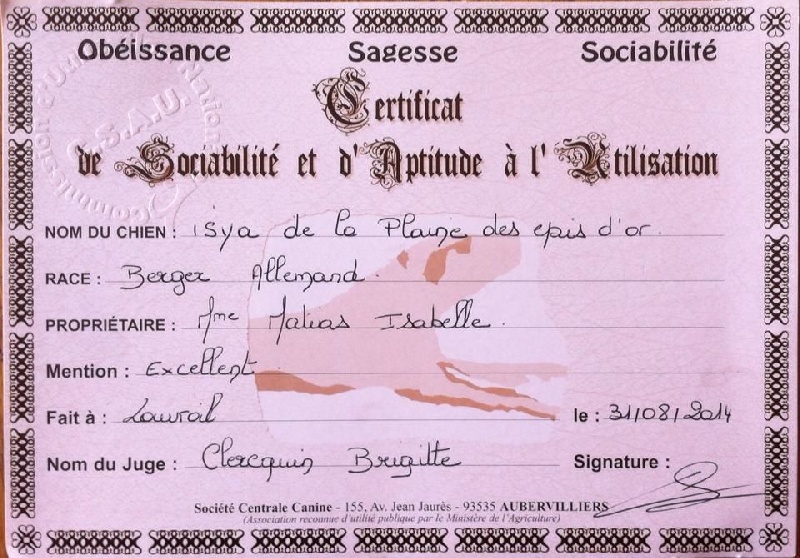 Obéissance Sagesse Sociabilité
C.S.A.U.
Certificat
de Sociabilité et d'Aptitude à l'Utilisation
NOM DU CHIEN : iSya de la Plaine des epis d'or.
RACE : Berger Allemand.
PROPRIÉTAIRE : Mme Matias Isabelle.
Mention : Excellent
Fait à : le : 31/08/2014
Nom du Juge : Clercquin Brigitte
Signature :
Société Centrale Canine - 155, Av. Jean Jaurès - 93535 AUBERVILLIERS
(Association reconnue d'utilité publique par le Ministère de l'Agriculture)